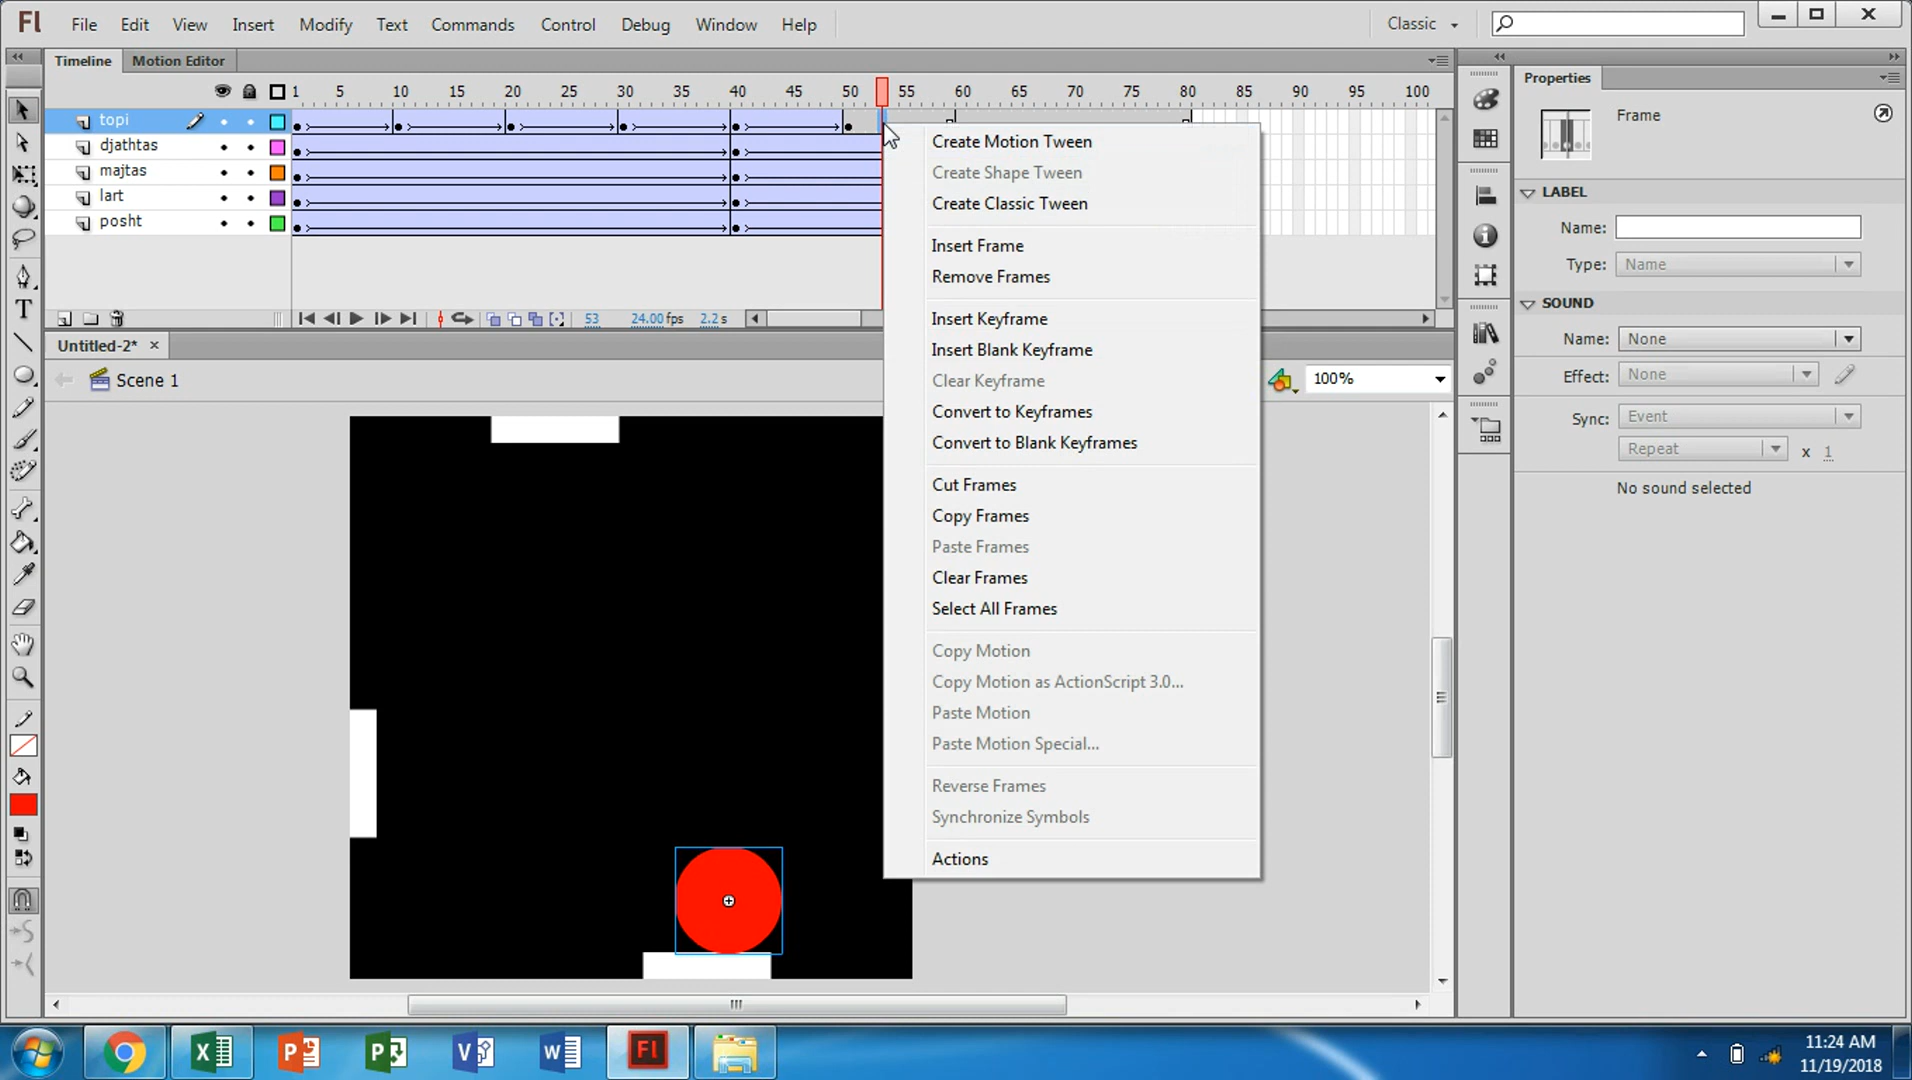 Fl File Edit View Insert Modify Text Commands Control Debug Window Help Classic
Timeline Motion Editor
1 5 10 15 20 25 30 35 40 45 50 55 60 65 70 75 80 85 90 95 100
topi
djathtas
majtas
lart
posht
53 24.00 fps 2.2 s
Untitled-2*
Scene 1
100%
Create Motion Tween
Create Shape Tween
Create Classic Tween
Insert Frame
Remove Frames
Insert Keyframe
Insert Blank Keyframe
Clear Keyframe
Convert to Keyframes
Convert to Blank Keyframes
Cut Frames
Copy Frames
Paste Frames
Clear Frames
Select All Frames
Copy Motion
Copy Motion as ActionScript 3.0...
Paste Motion
Paste Motion Special...
Reverse Frames
Synchronize Symbols
Actions
Properties
Frame
LABEL
Name:
Type: Name
SOUND
Name: None
Effect: None
Sync: Event
Repeat x 1
No sound selected
11:24 AM
11/19/2018